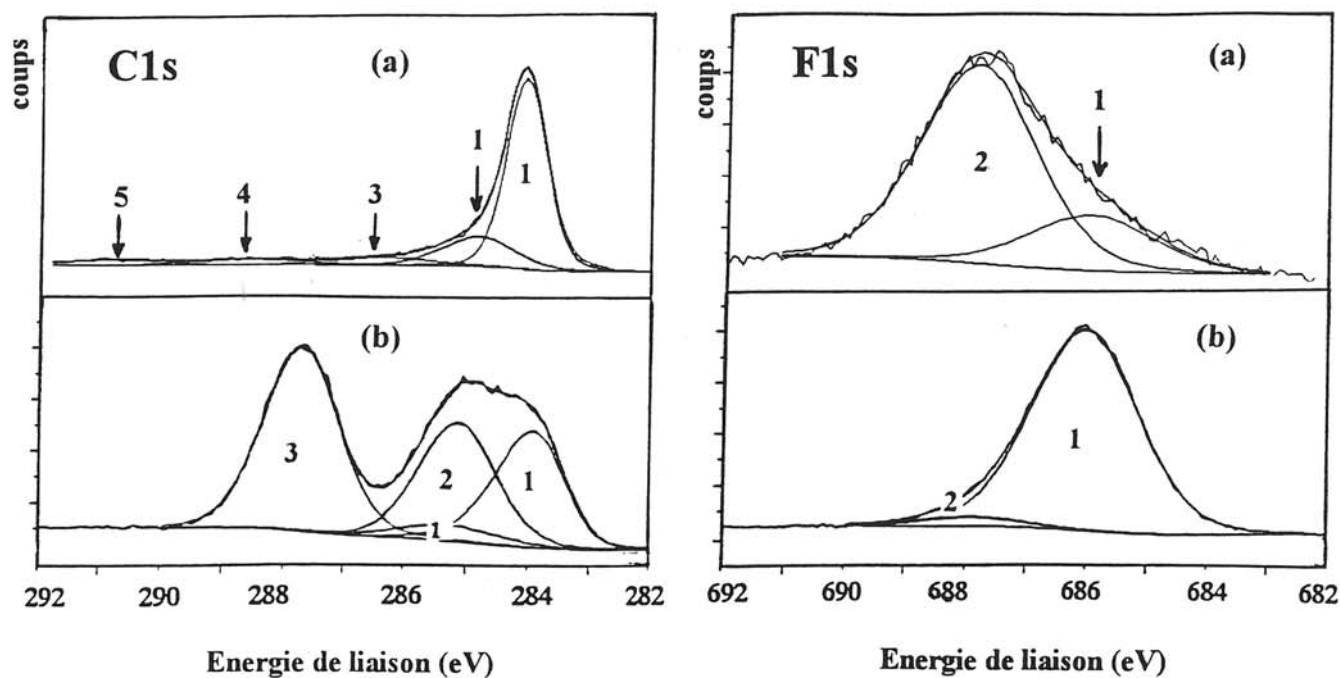 C1s
(a)
coups
5
4
3
1
1
(b)
3
2
1
1
292 290 288 286 284 282
Energie de liaison (eV)
F1s
(a)
coups
2
1
(b)
2
1
692 690 688 686 684 682
Energie de liaison (eV)